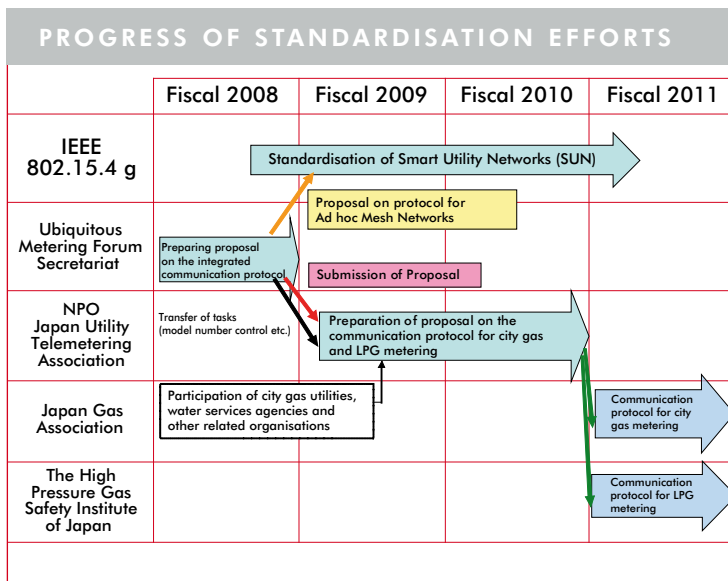 PROGRESS OF STANDARDISATION EFFORTS
Fiscal 2008
Fiscal 2009
Fiscal 2010
Fiscal 2011
IEEE
802.15.4 g
Standardisation of Smart Utility Networks (SUN)
Proposal on protocol for
Ad hoc Mesh Networks
Ubiquitous
Metering Forum
Secretariat
Preparing proposal
on the integrated
communication protocol
Submission of Proposal
NPO
Japan Utility
Telemetering
Association
Transfer of tasks
(model number control etc.)
Preparation of proposal on the
communication protocol for city gas
and LPG metering
Japan Gas
Association
Participation of city gas utilities,
water services agencies and
other related organisations
Communication
protocol for city
gas metering
The High
Pressure Gas
Safety Institute
of Japan
Communication
protocol for LPG
metering